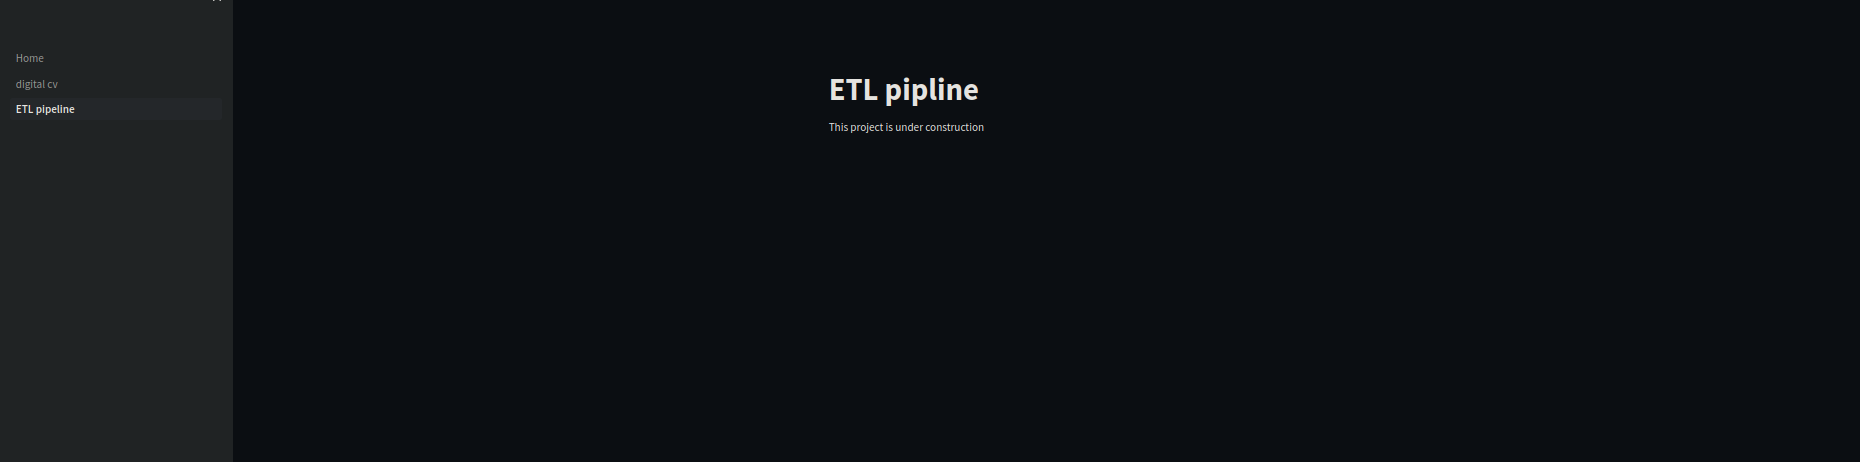 Home
digital cv
ETL pipeline
ETL pipline
This project is under construction